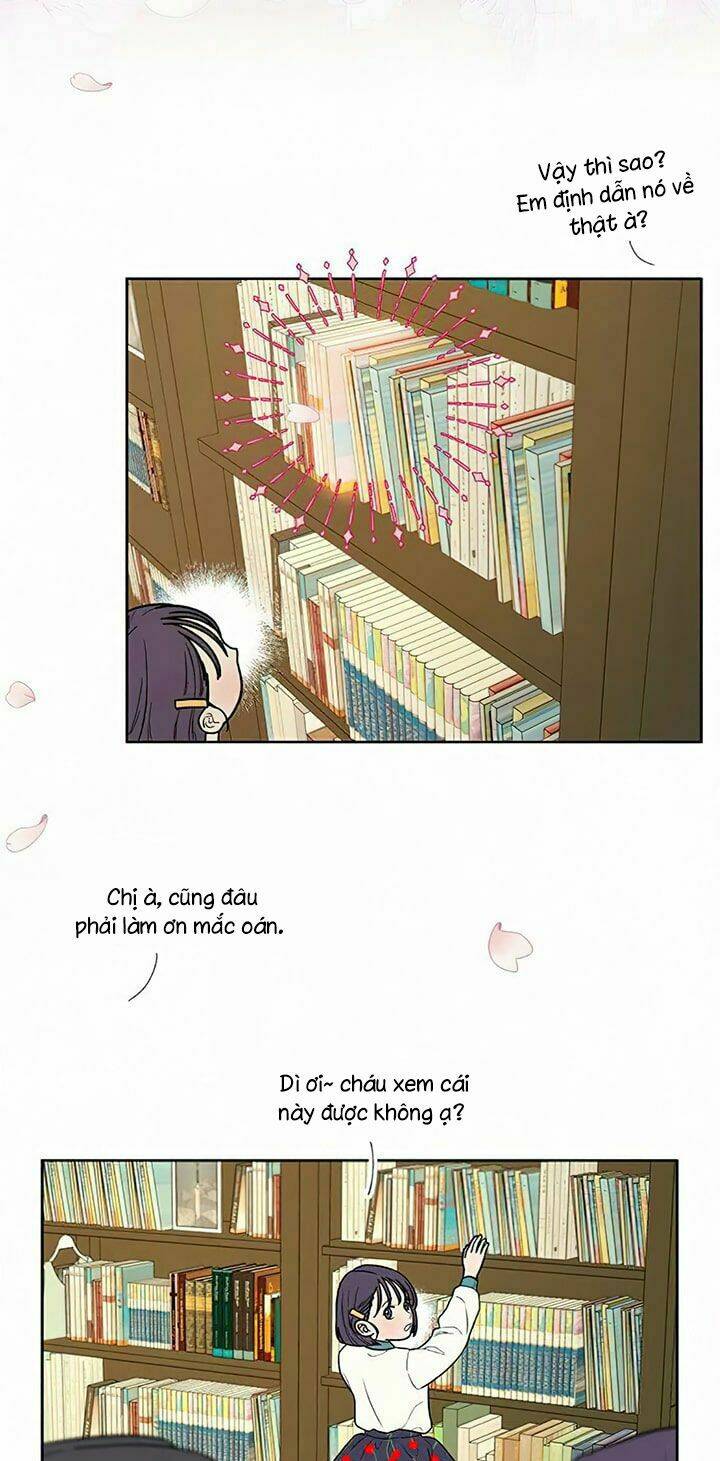 Vậy thì sao?
Em định dẫn nó về
thật à?
Chị à, cũng đâu
phải làm ơn mắc oán.
Dì ơi~ cháu xem cái
này được không ạ?